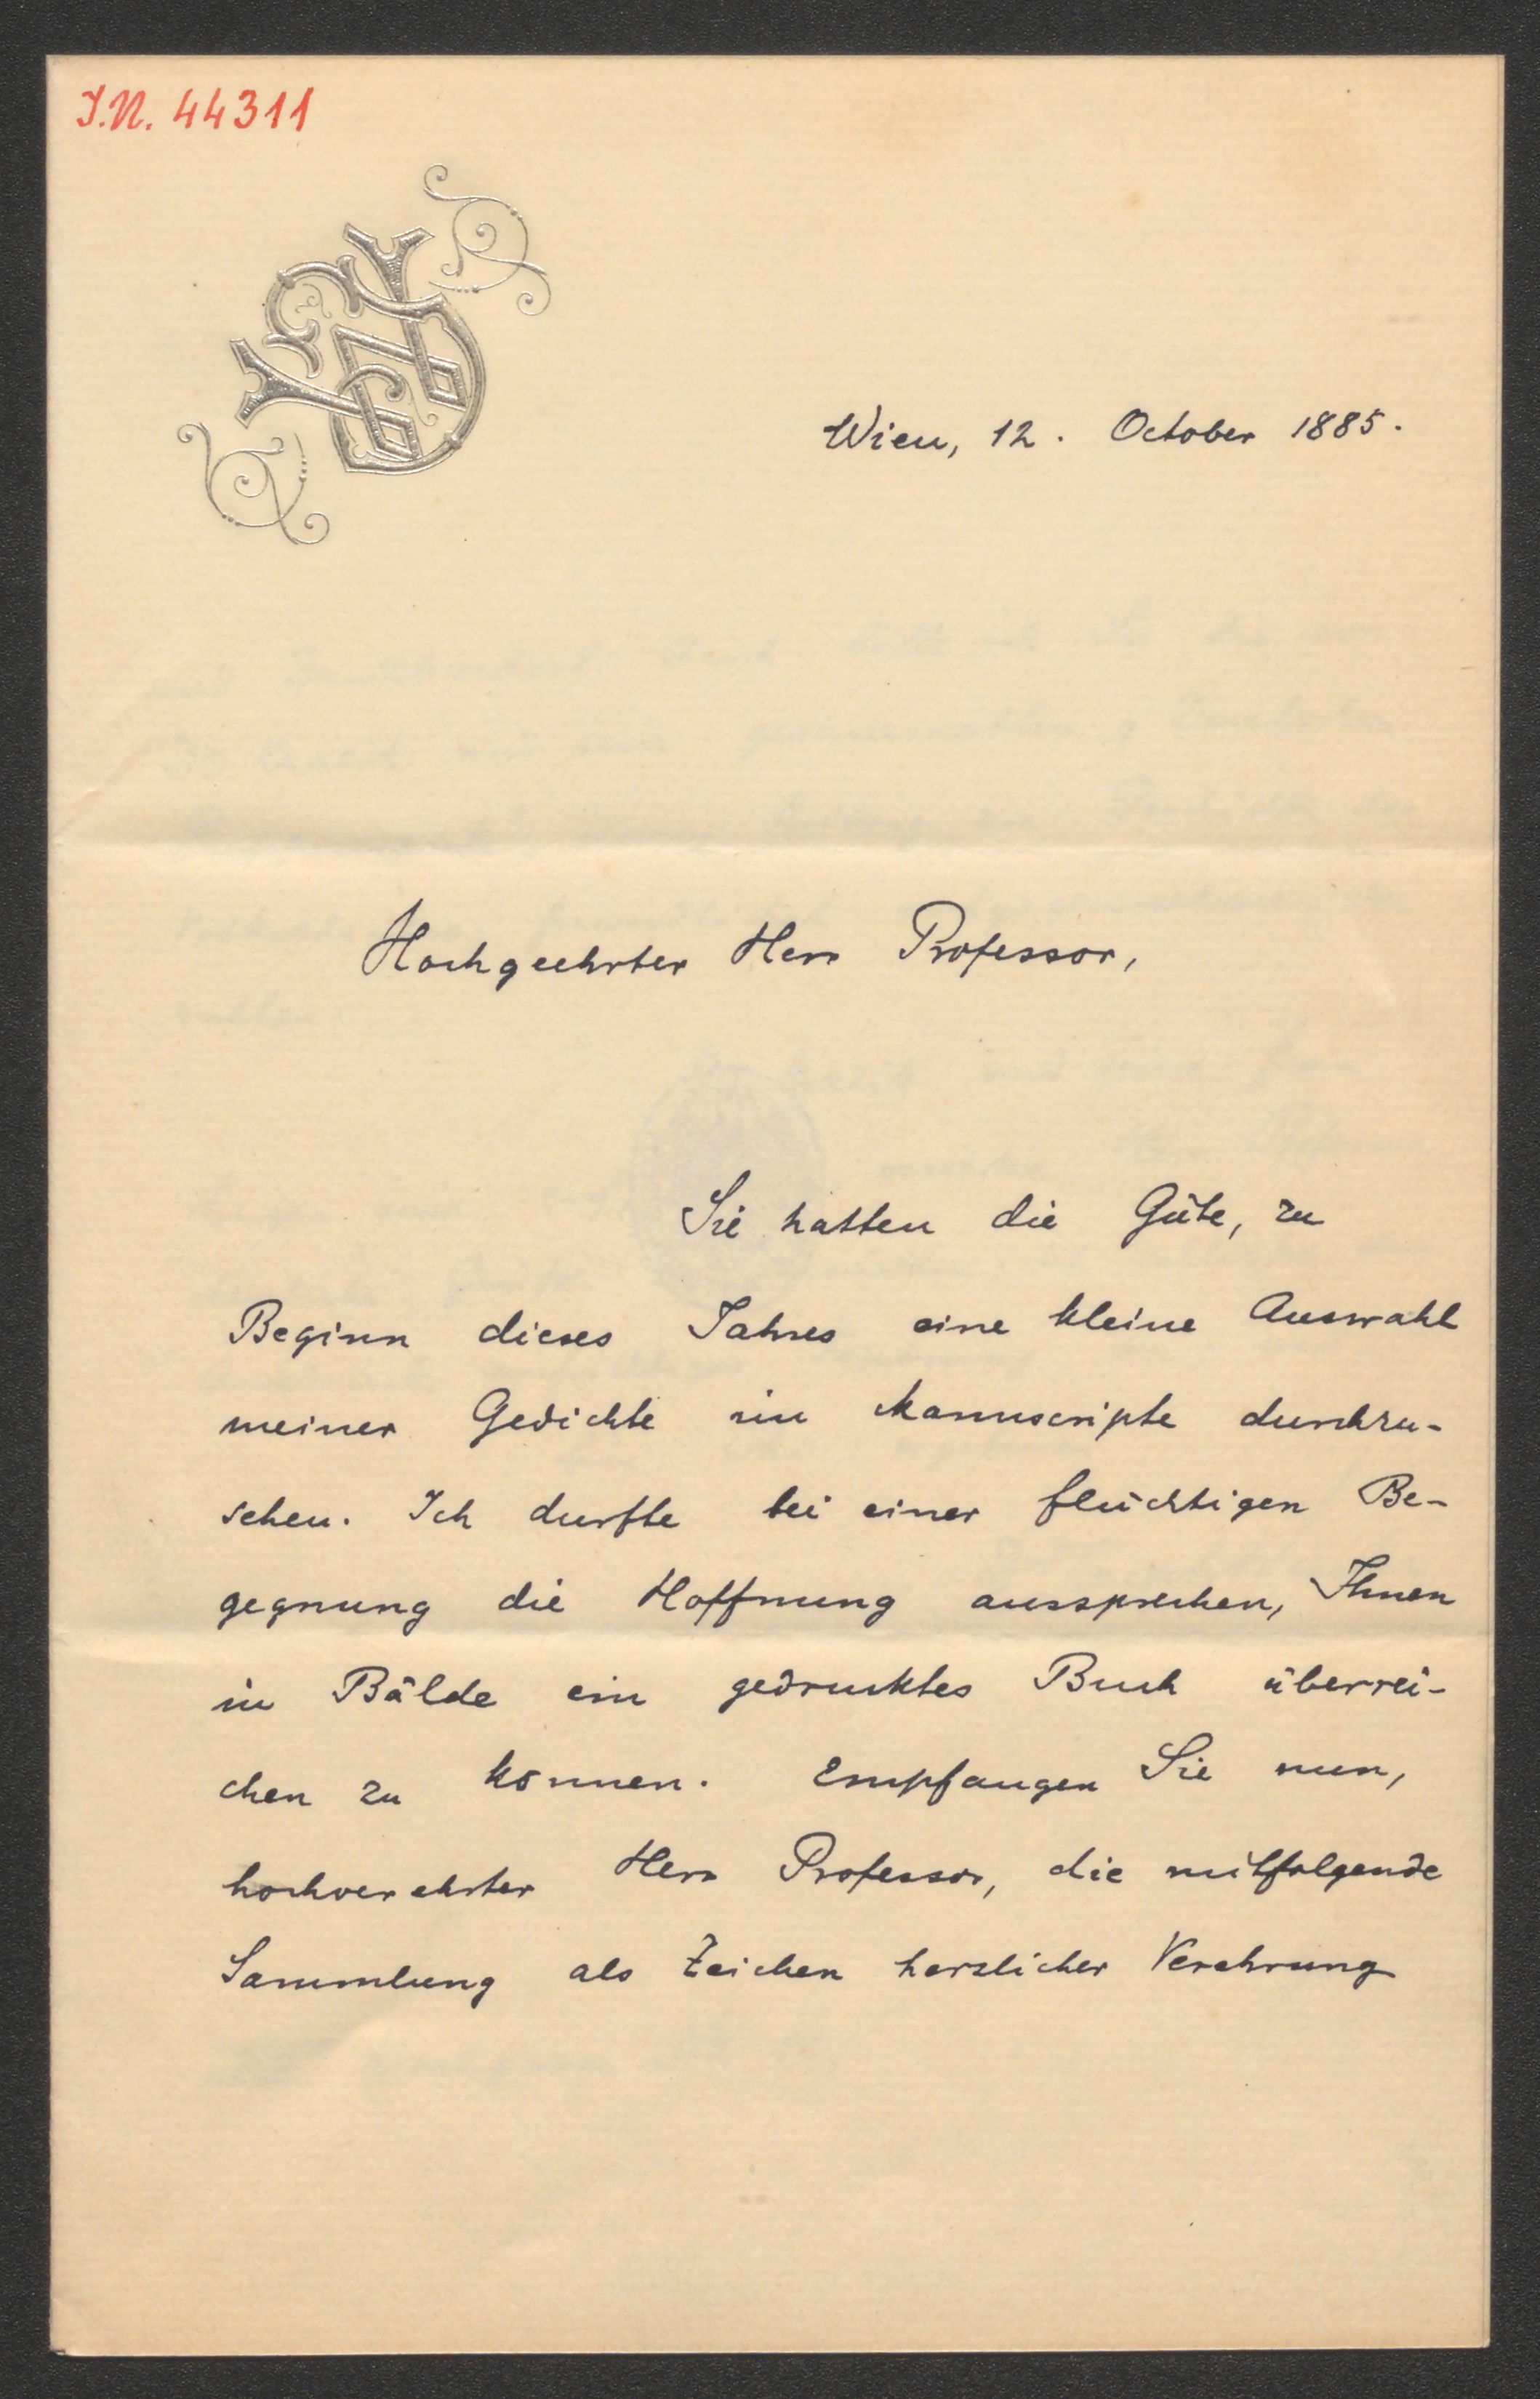 J.N. 44311
Wien, 12. October 1885.
Hochgeehrter Herr Professor,
Sie hatten die Güte, zu
Beginn dieses Jahres eine kleine Auswahl
meiner Gedichte im Manuscripte durchzu-
sehen. Ich durfte bei einer flüchtigen Be-
gegnung die Hoffnung aussprechen, Ihnen
in Bälde ein gedrucktes Buch überrei-
chen zu können. Empfangen Sie nun,
hochverehrter Herr Professor, die mitfolgende
Sammlung als Zeichen herzlicher Verehrung